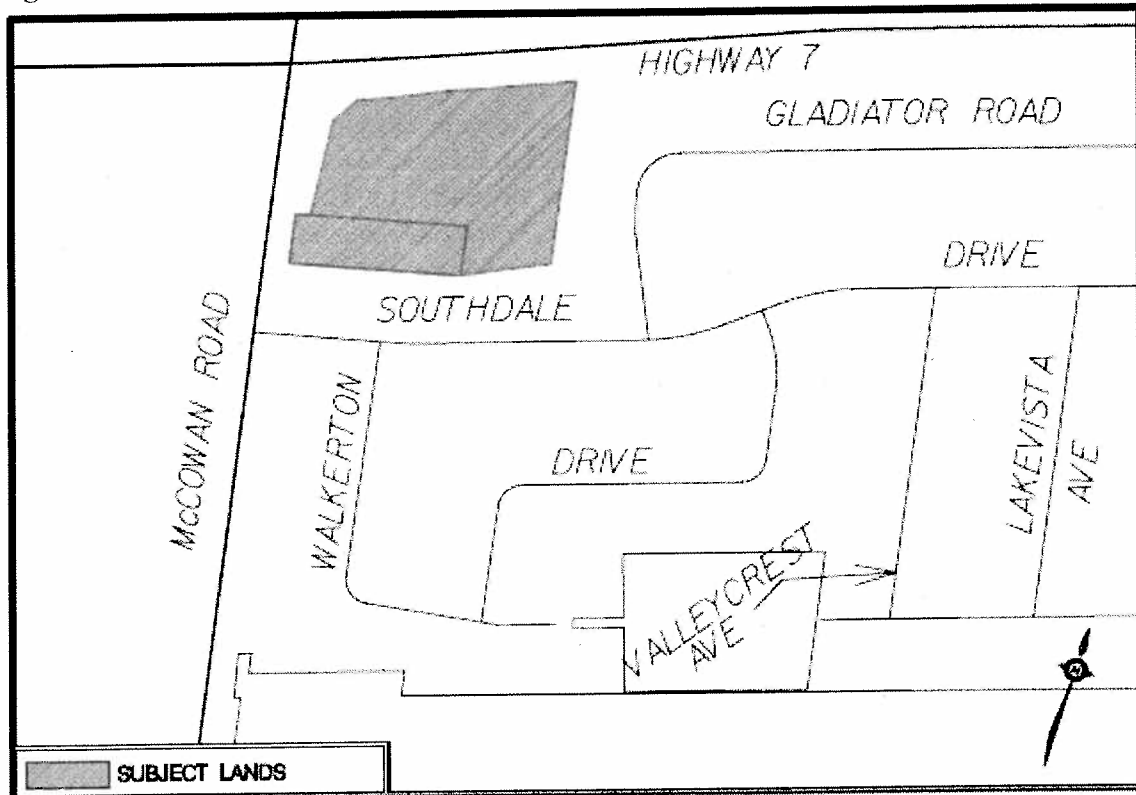 HIGHWAY 7
GLADIATOR ROAD
DRIVE
SOUTHDALE
McCOWAN ROAD
WALKERTON
DRIVE
LAKEVISTA
AVE
VALLEYCREST
AVE
N
SUBJECT LANDS